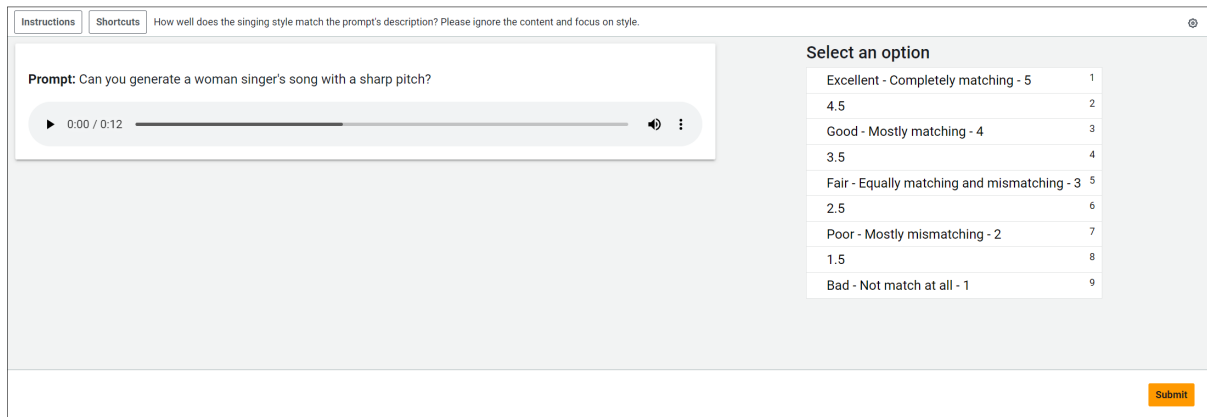 Instructions
Shortcuts
How well does the singing style match the prompt's description? Please ignore the content and focus on style.
Prompt: Can you generate a woman singer's song with a sharp pitch?
0:00 / 0:12
Select an option
Excellent - Completely matching - 5 1
4.5 2
Good - Mostly matching - 4 3
3.5 4
Fair - Equally matching and mismatching - 3 5
2.5 6
Poor - Mostly mismatching - 2 7
1.5 8
Bad - Not match at all - 1 9
Submit